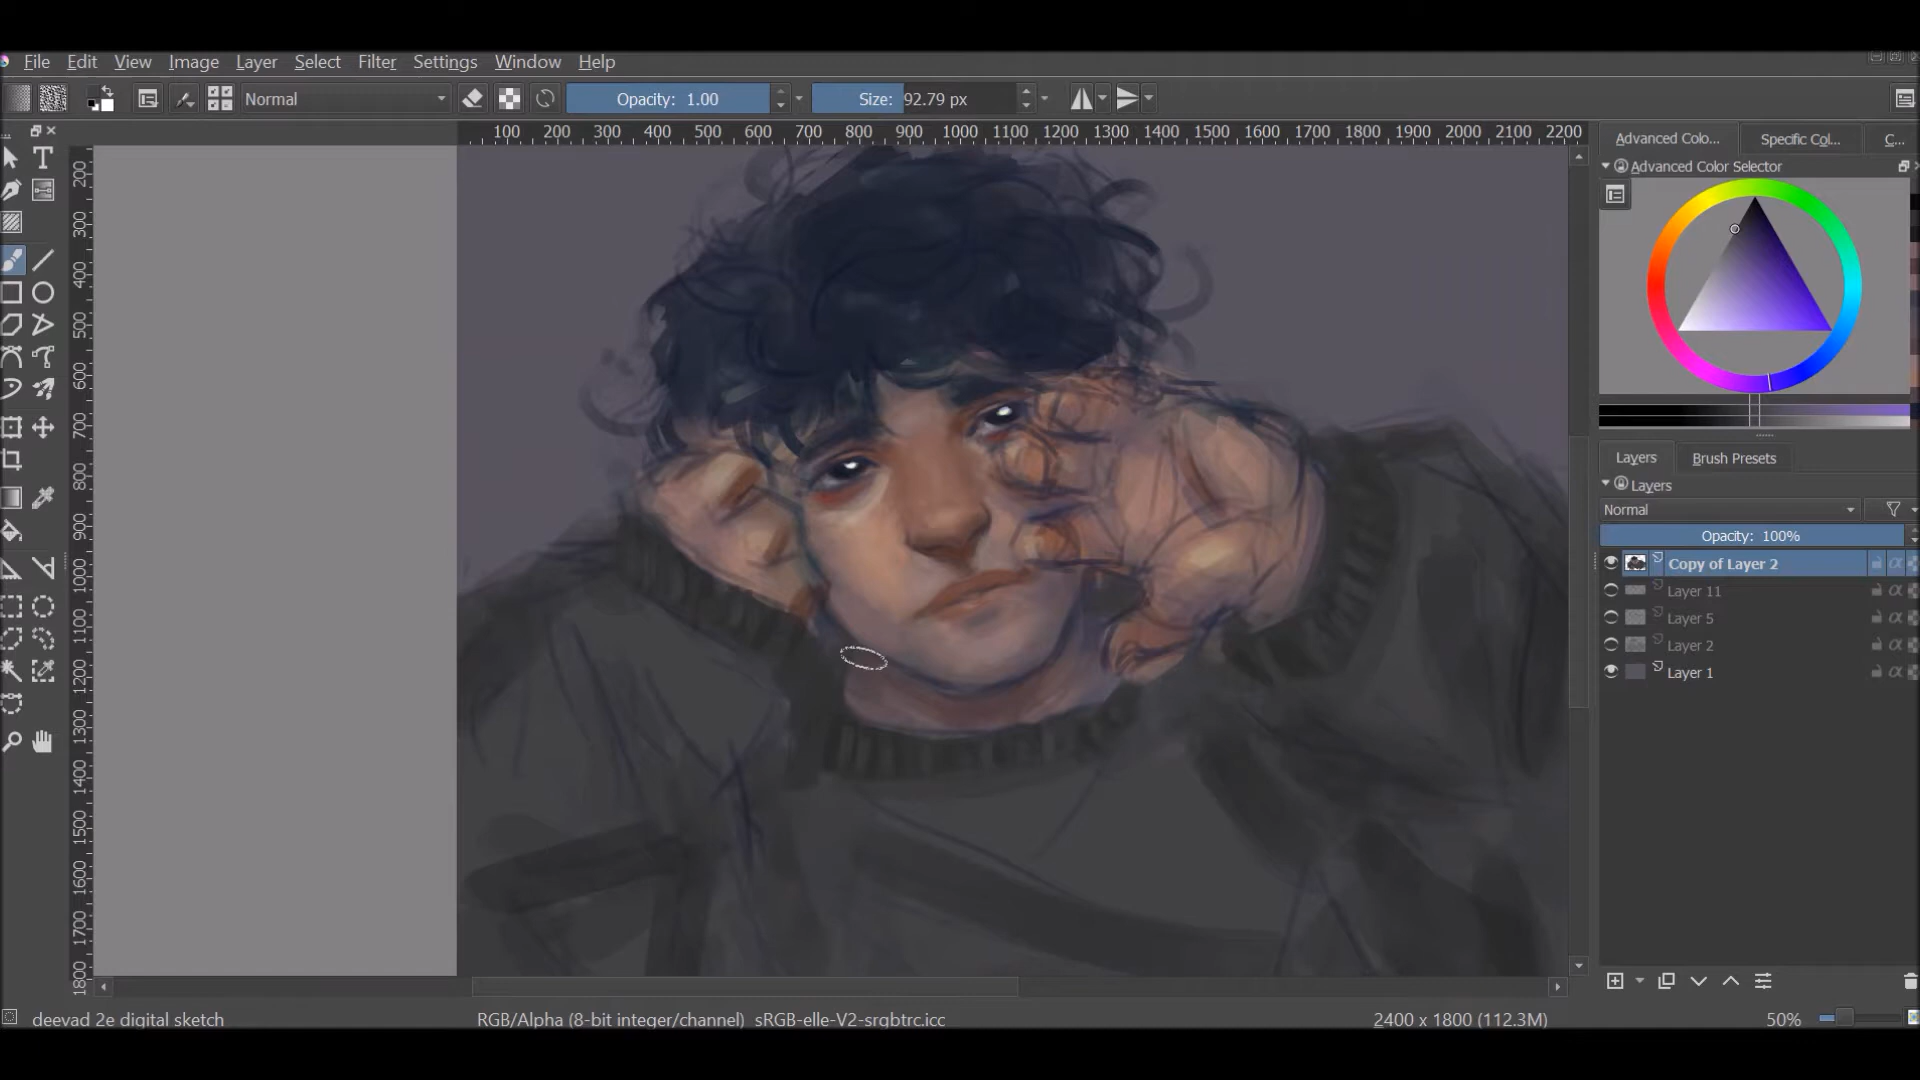 File Edit View Image Layer Select Filter Settings Window Help
Normal Opacity: 1.00 Size: 92.79 px
100 200 300 400 500 600 700 800 900 1000 1100 1200 1300 1400 1500 1600 1700 1800 1900 2000 2100 2200
Advanced Colo... Specific Col... C...
Advanced Color Selector
200
300
400
500
600
700
800
900
1000
1100
1200
1300
1400
1500
1600
1700
1800
Layers Brush Presets
Layers
Normal
Opacity: 100%
Copy of Layer 2
Layer 11
Layer 5
Layer 2
Layer 1
deevad 2e digital sketch RGB/Alpha (8-bit integer/channel) sRGB-elle-V2-srgbtrc.icc 2400 x 1800 (112.3M) 50%